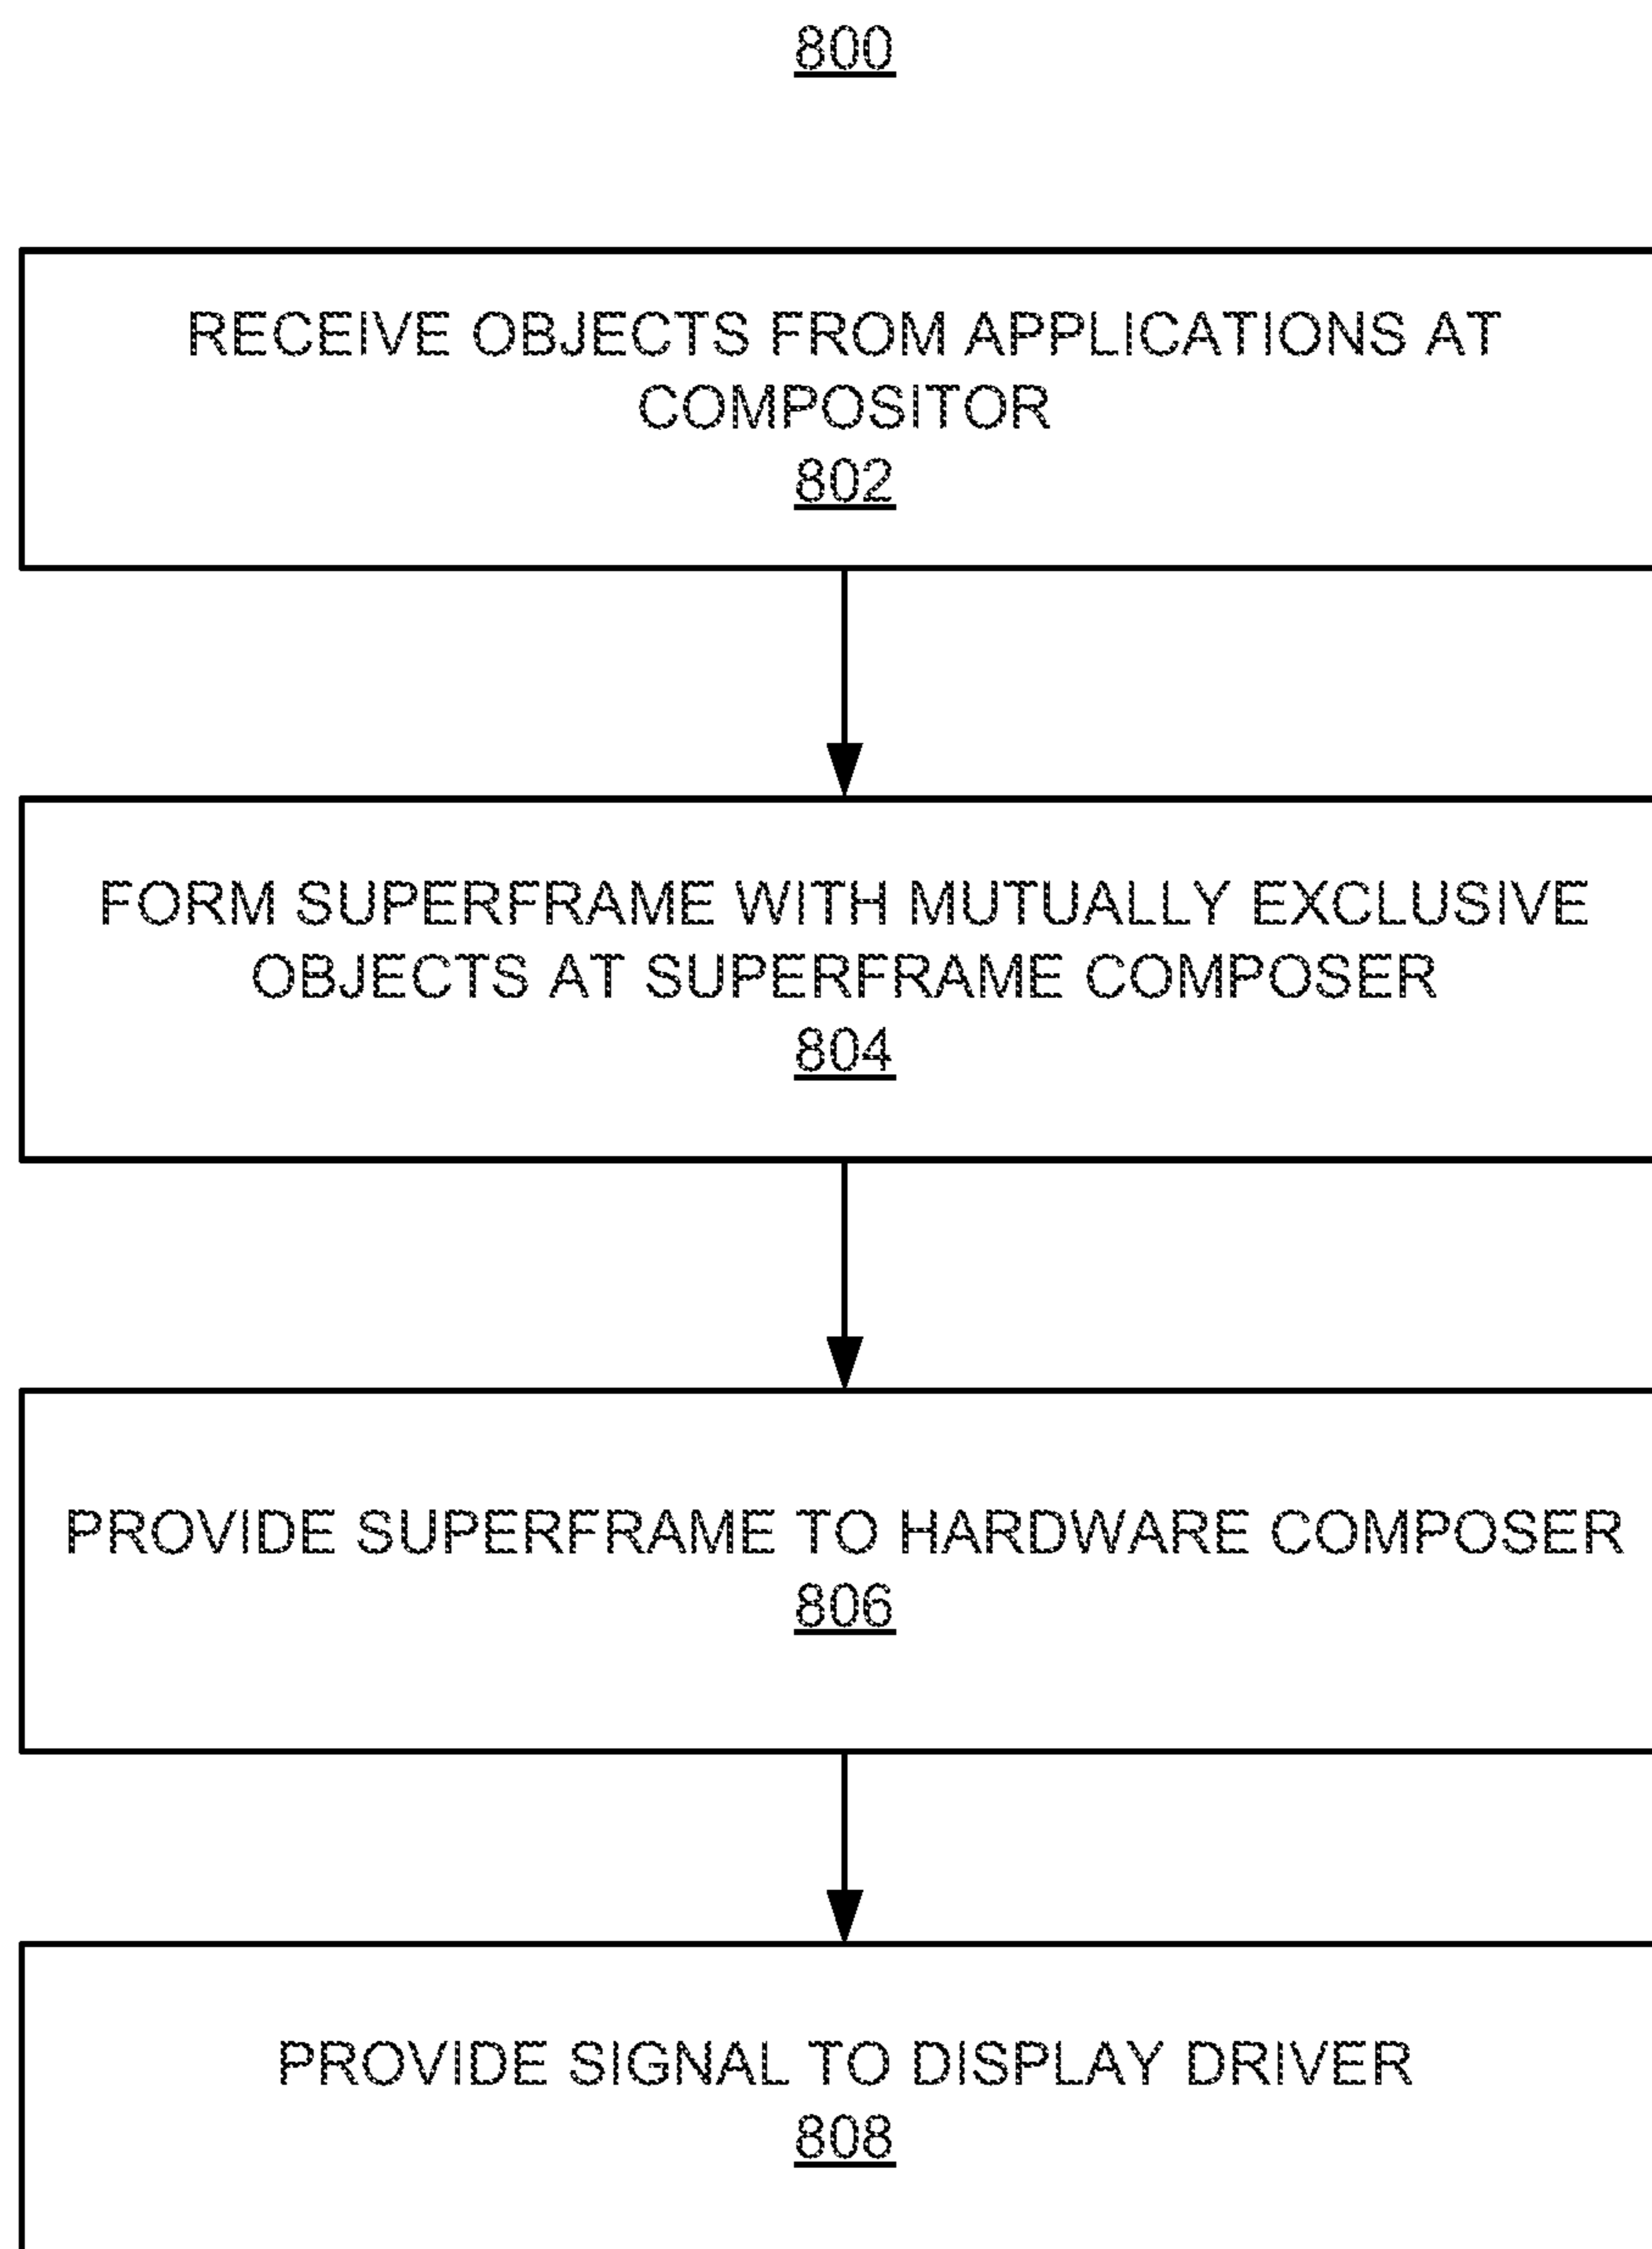 800
RECEIVE OBJECTS FROM APPLICATIONS AT
COMPOSITOR
802
FORM SUPERFRAME WITH MUTUALLY EXCLUSIVE
OBJECTS AT SUPERFRAME COMPOSER
804
PROVIDE SUPERFRAME TO HARDWARE COMPOSER
806
PROVIDE SIGNAL TO DISPLAY DRIVER
808